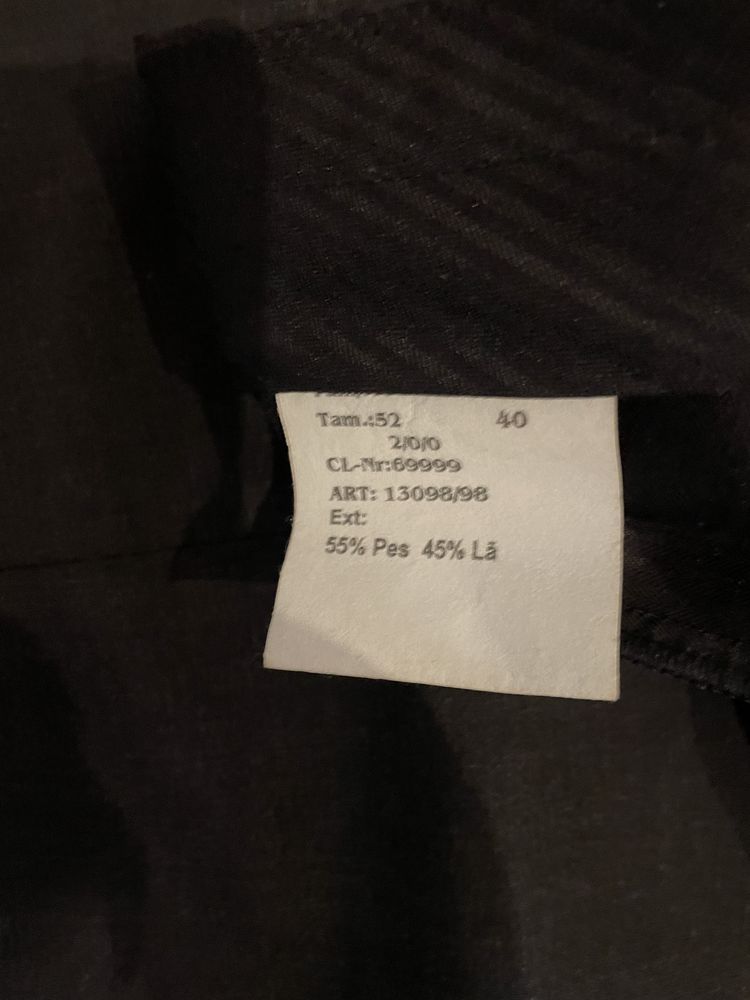 Tam.:52 40
2/0/0
CL-Nr:69999
ART: 13098/98
Ext:
55% Pes 45% Lã